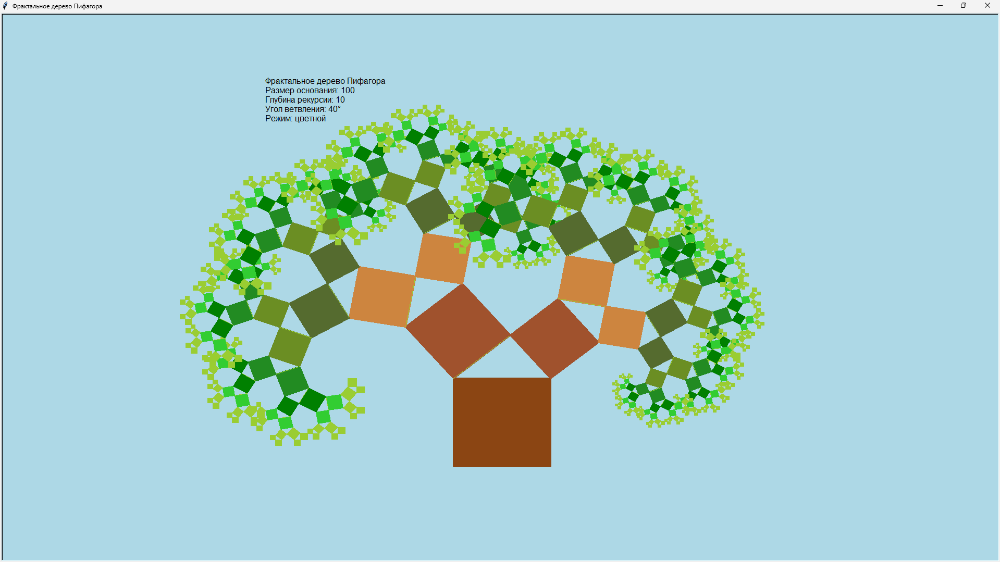 Фрактальное дерево Пифагора
Фрактальное дерево Пифагора
Размер основания: 100
Глубина рекурсии: 10
Угол ветвления: 40°
Режим: цветной